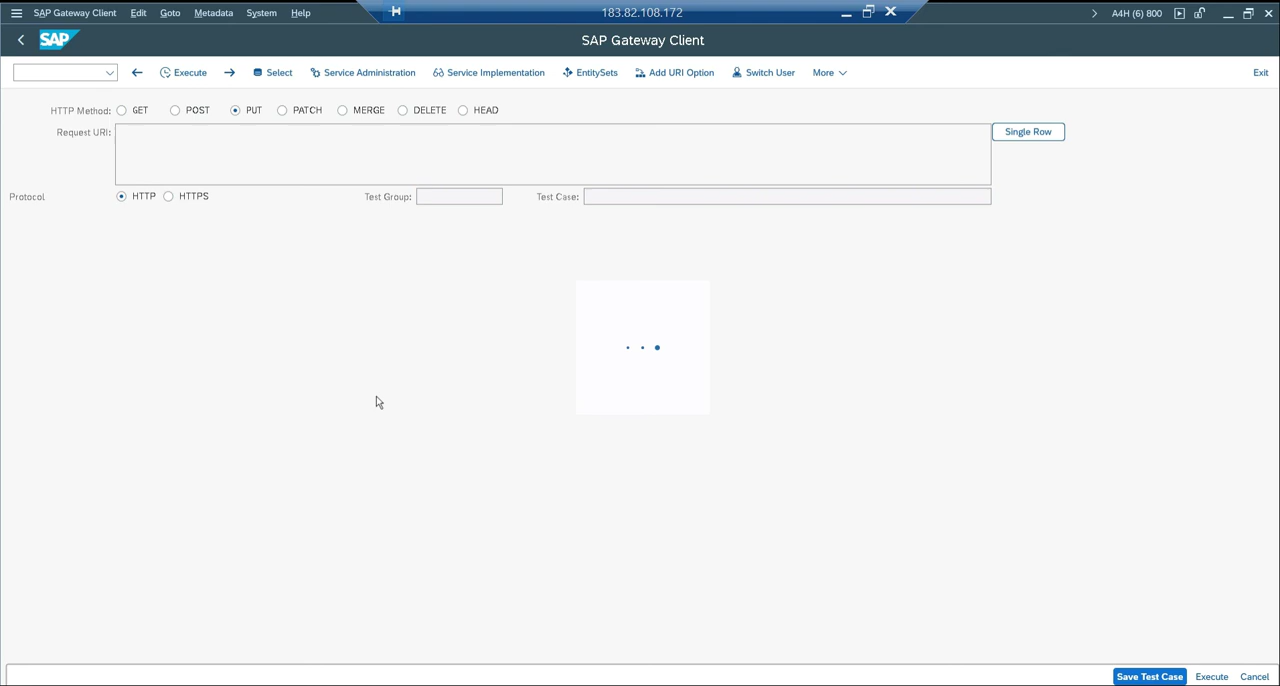 SAP Gateway Client Edit Goto Metadata System Help 183.82.108.172 A4H (6) 800
SAP SAP Gateway Client
Execute Select Service Administration Service Implementation EntitySets Add URI Option Switch User More Exit
HTTP Method: GET POST PUT PATCH MERGE DELETE HEAD
Request URI: Single Row
Protocol HTTP HTTPS Test Group: Test Case:
Save Test Case Execute Cancel